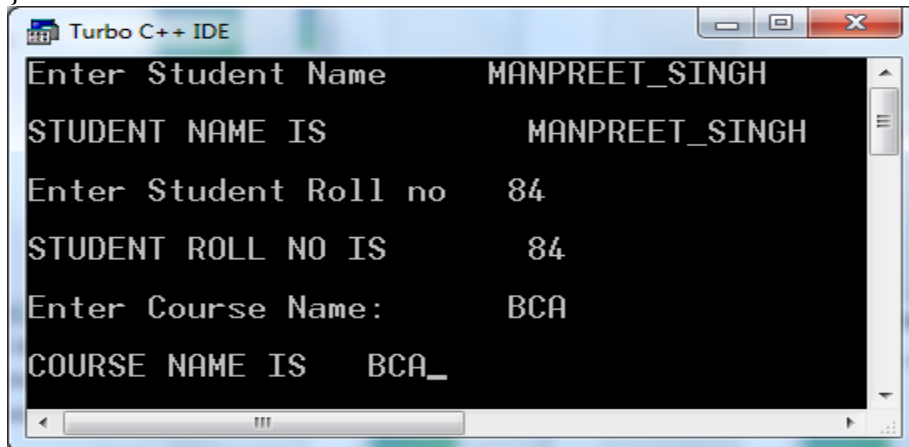 Turbo C++ IDE
Enter Student Name MANPREET_SINGH
STUDENT NAME IS MANPREET_SINGH
Enter Student Roll no 84
STUDENT ROLL NO IS 84
Enter Course Name: BCA
COURSE NAME IS BCA_